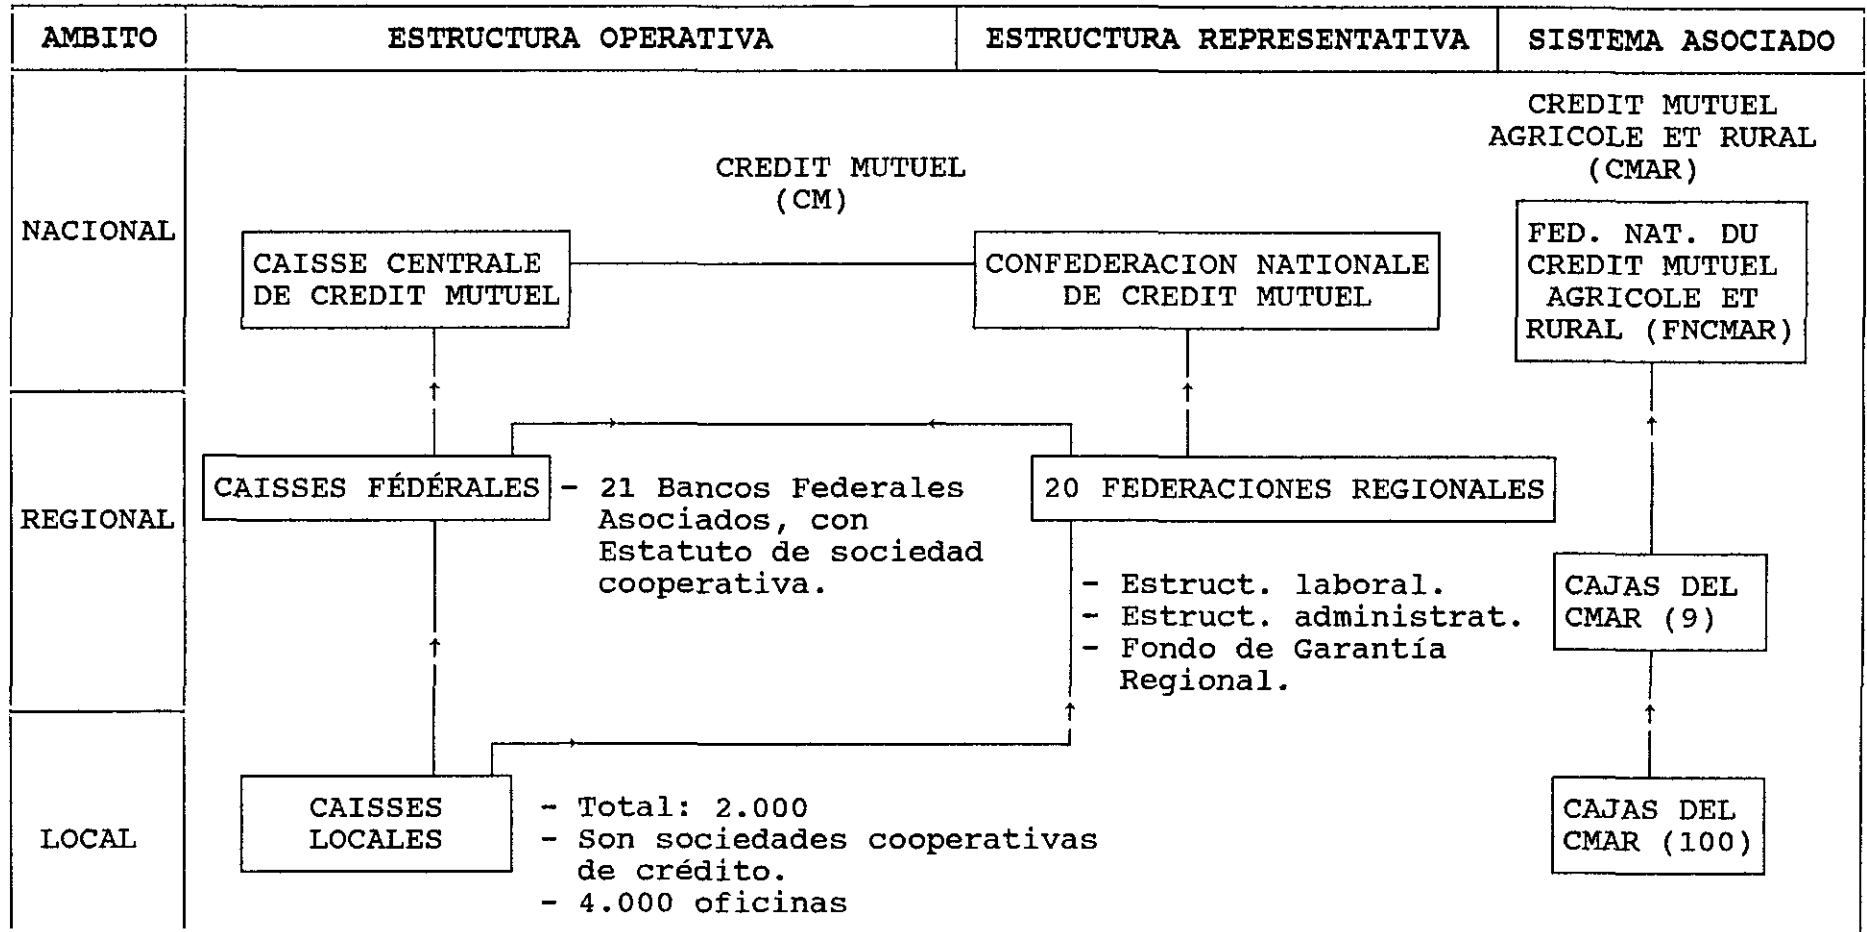 AMBITO
ESTRUCTURA OPERATIVA
ESTRUCTURA REPRESENTATIVA
SISTEMA ASOCIADO
NACIONAL
CREDIT MUTUEL
(CM)
CAISSE CENTRALE
DE CREDIT MUTUEL
CONFEDERACION NATIONALE
DE CREDIT MUTUEL
CREDIT MUTUEL
AGRICOLE ET RURAL
(CMAR)
FED. NAT. DU
CREDIT MUTUEL
AGRICOLE ET
RURAL (FNCMAR)
REGIONAL
CAISSES FÉDÉRALES
- 21 Bancos Federales
Asociados, con
Estatuto de sociedad
cooperativa.
20 FEDERACIONES REGIONALES
- Estruct. laboral.
- Estruct. administrat.
- Fondo de Garantía
Regional.
CAJAS DEL
CMAR (9)
LOCAL
CAISSES
LOCALES
- Total: 2.000
- Son sociedades cooperativas
de crédito.
- 4.000 oficinas
CAJAS DEL
CMAR (100)